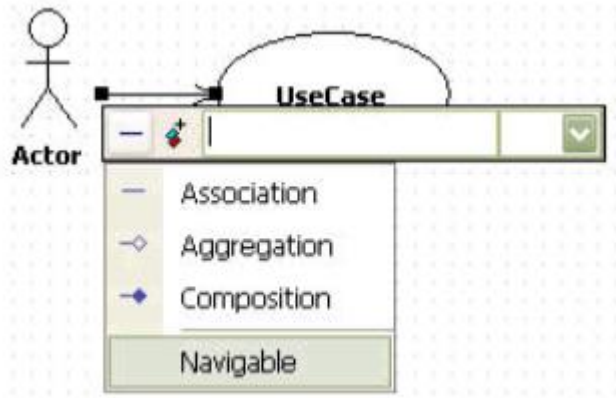 UseCase
Actor
Association
Aggregation
Composition
Navigable